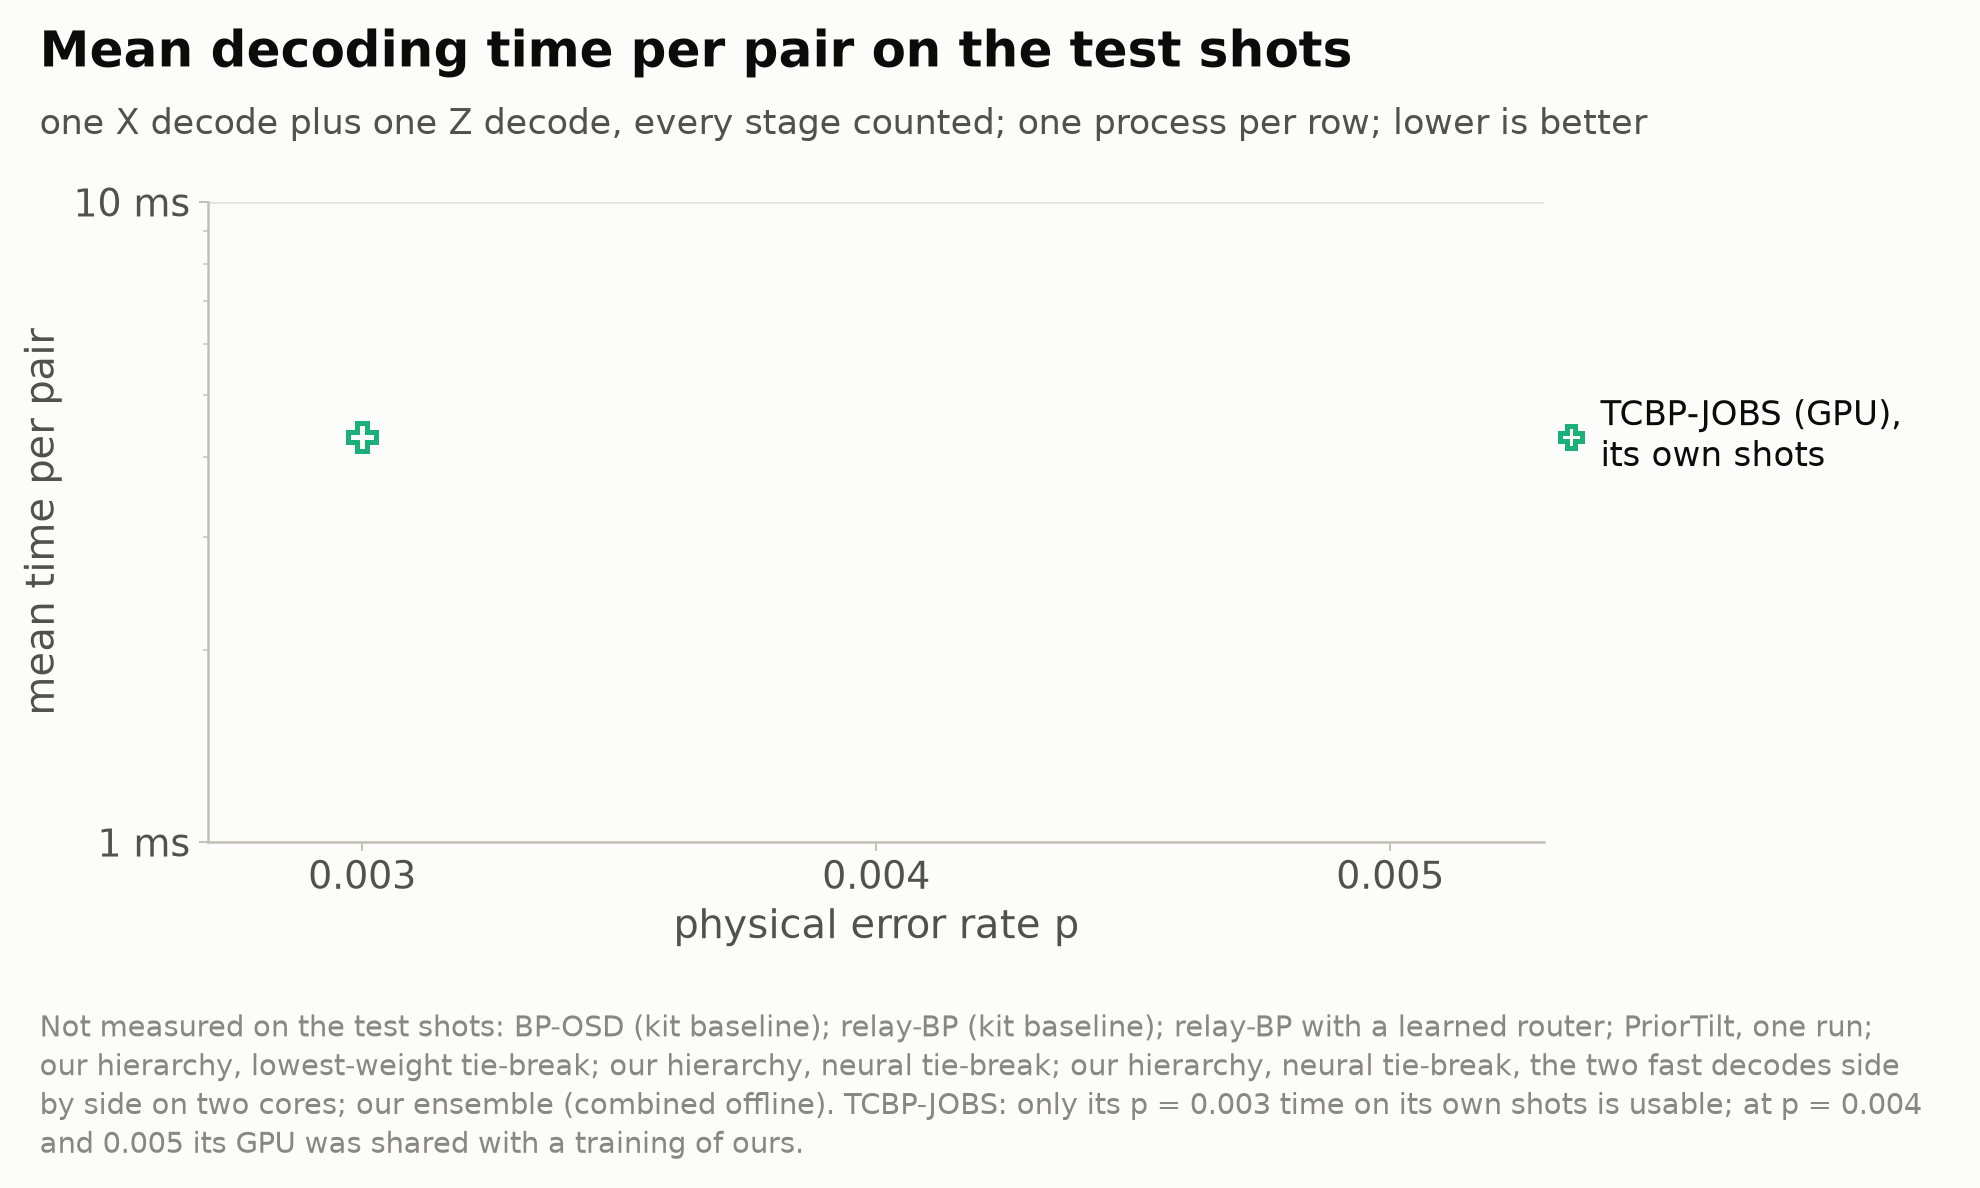 Mean decoding time per pair on the test shots
one X decode plus one Z decode, every stage counted; one process per row; lower is better
10 ms
mean time per pair
TCBP-JOBS (GPU),
its own shots
1 ms
0.003
0.004
0.005
physical error rate p
Not measured on the test shots: BP-OSD (kit baseline); relay-BP (kit baseline); relay-BP with a learned router; PriorTilt, one run;
our hierarchy, lowest-weight tie-break; our hierarchy, neural tie-break; our hierarchy, neural tie-break, the two fast decodes side
by side on two cores; our ensemble (combined offline). TCBP-JOBS: only its p = 0.003 time on its own shots is usable; at p = 0.004
and 0.005 its GPU was shared with a training of ours.